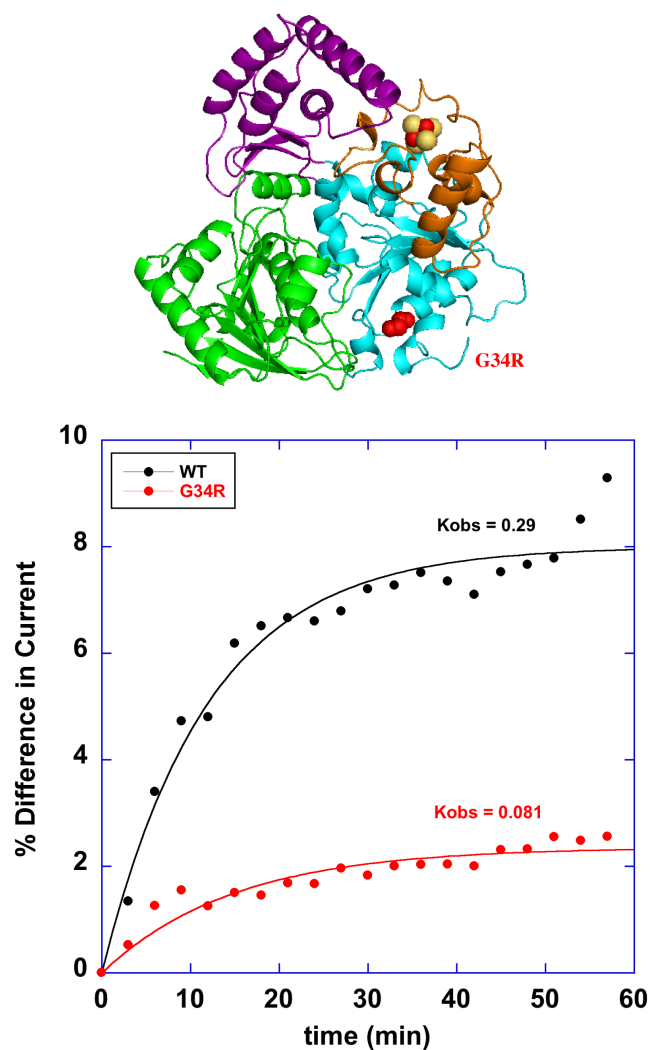 G34R
10
WT
G34R
Kobs = 0.29
8
6
% Difference in Current
4
Kobs = 0.081
2
0
0 10 20 30 40 50 60
time (min)